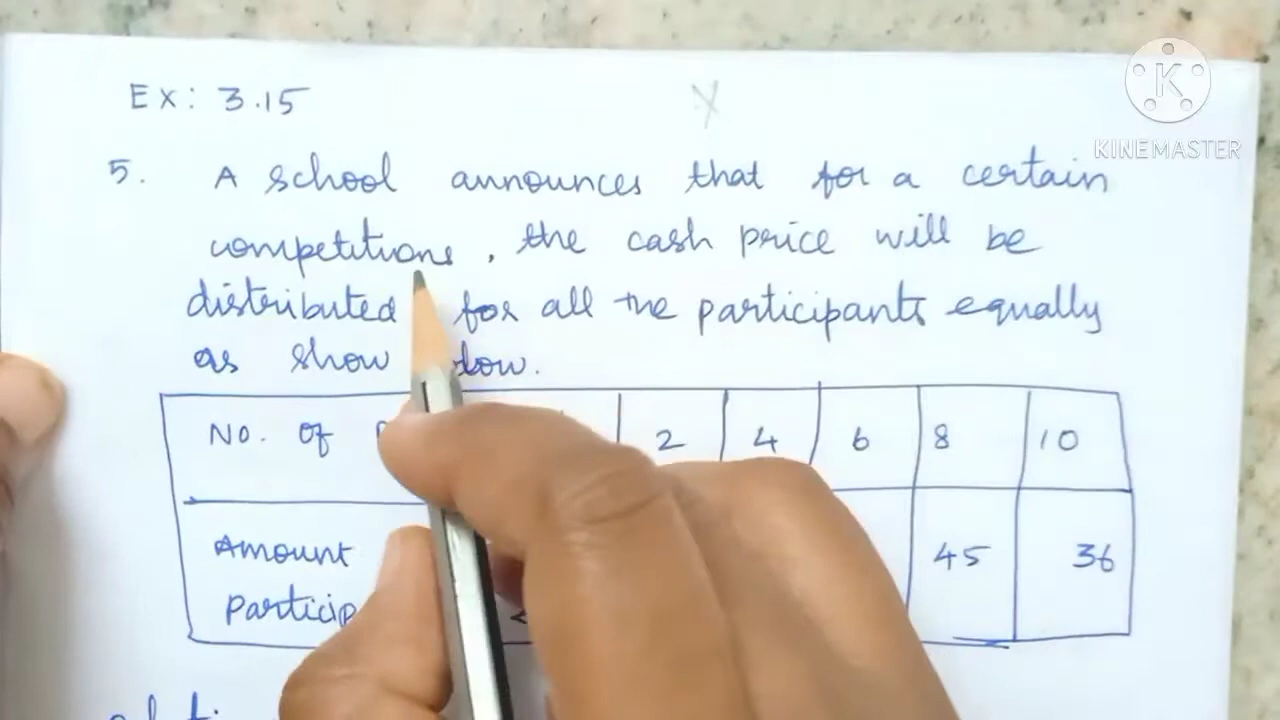 KINEMASTER
Ex: 3.15
5. A school announces that for a certain
competitions, the cash price will be
distributed for all the participants equally
as show
No. of 2 4 6 8 10
Amount 45 36